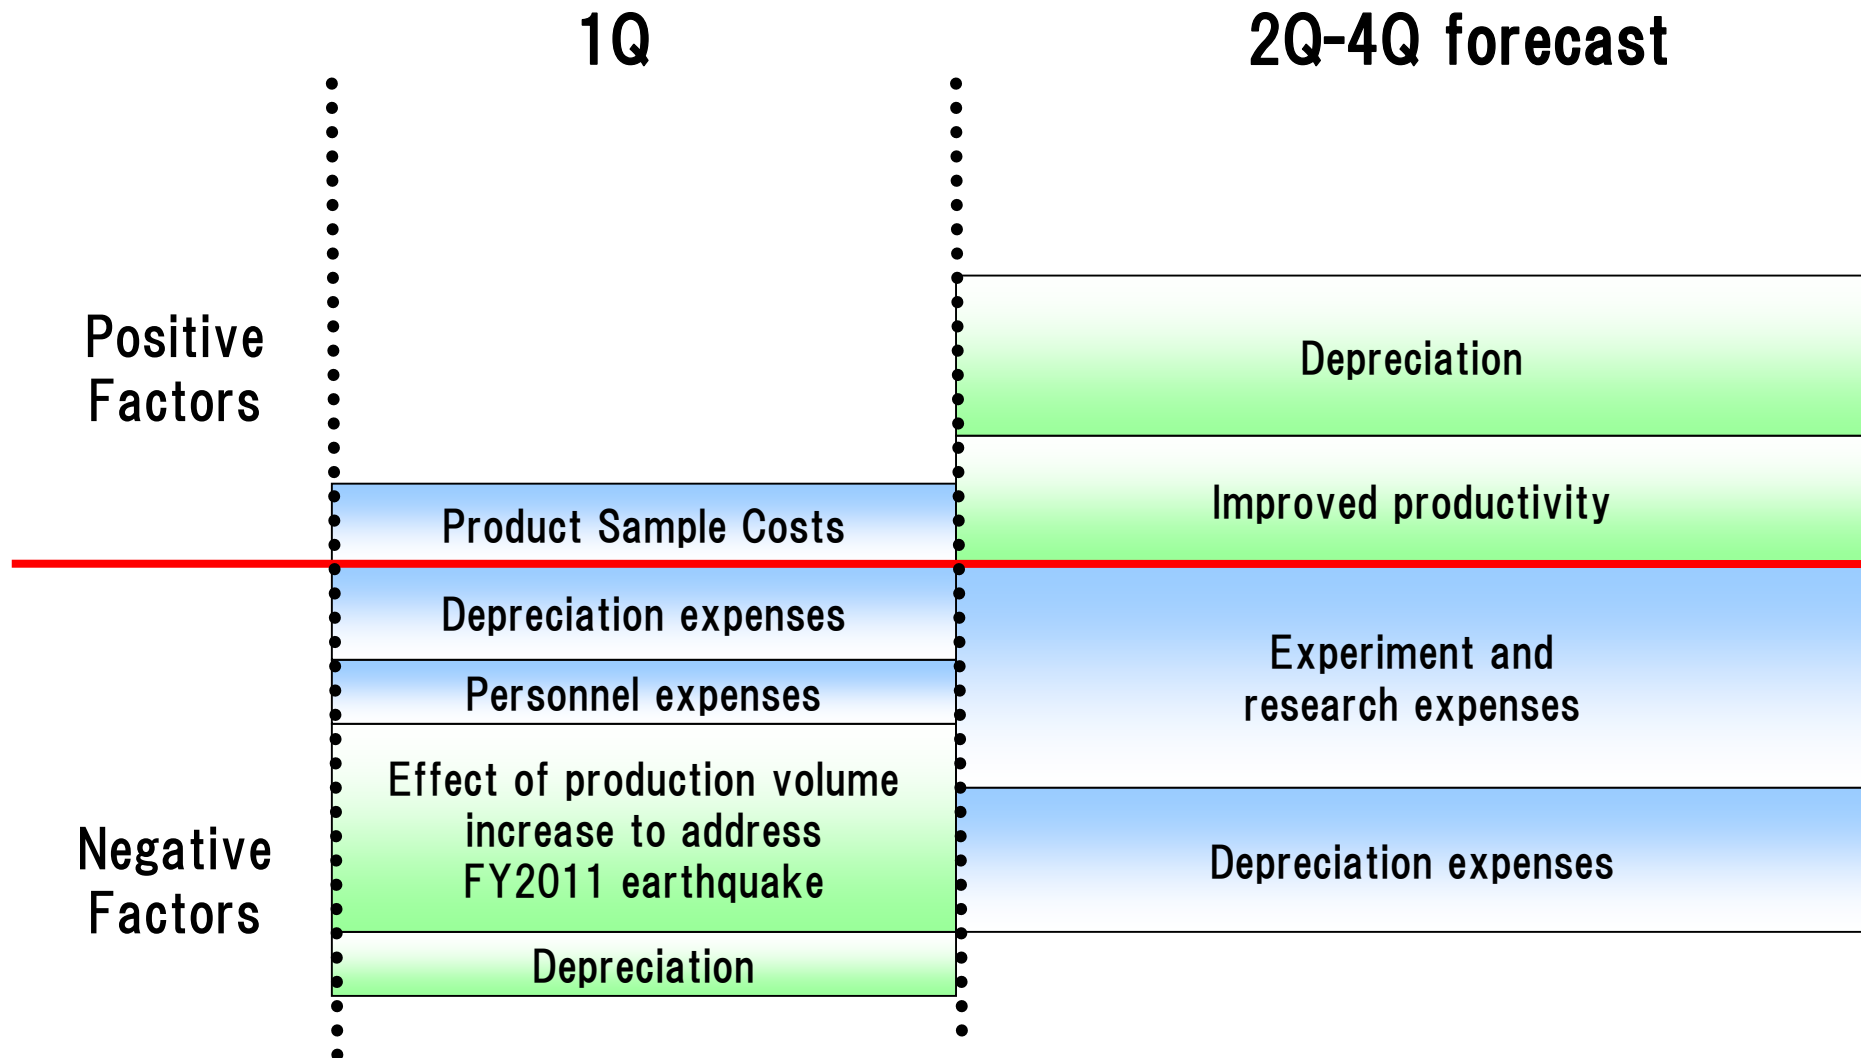 1Q
2Q-4Q forecast
Positive
Factors
Depreciation
Improved productivity
Product Sample Costs
Depreciation expenses
Personnel expenses
Experiment and
research expenses
Negative
Factors
Effect of production volume
increase to address
FY2011 earthquake
Depreciation expenses
Depreciation